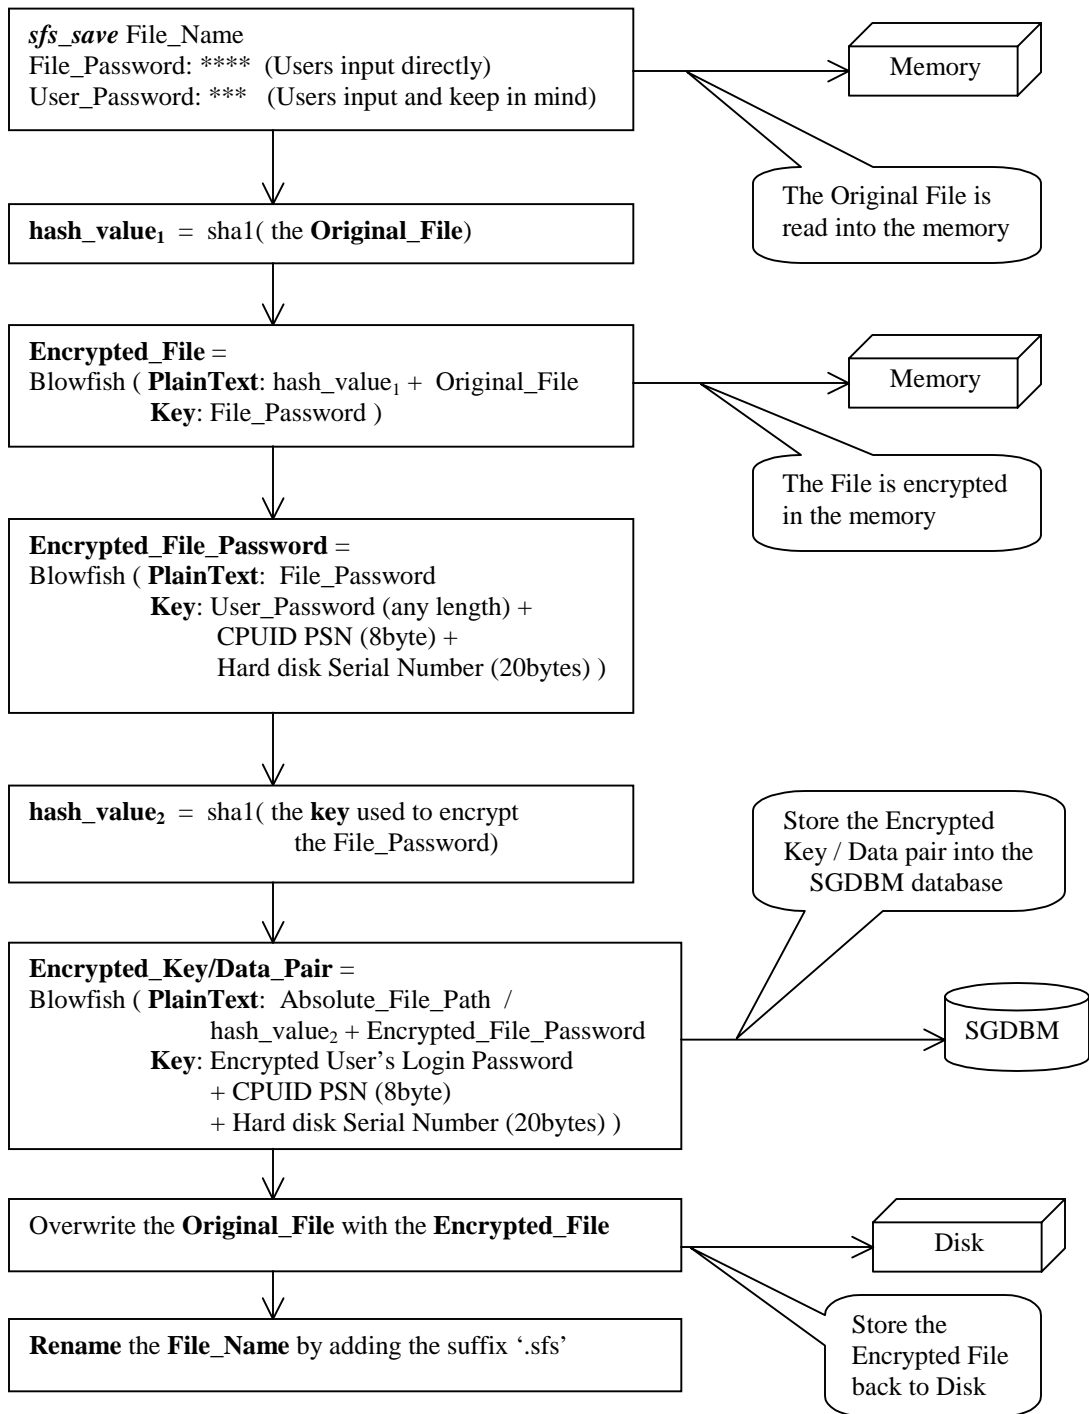 sfs_save File_Name
File_Password: **** (Users input directly)
User_Password: *** (Users input and keep in mind)
Memory
The Original File is
read into the memory
hash_value₁ = sha1( the Original_File)
Encrypted_File =
Blowfish ( PlainText: hash_value₁ + Original_File
Key: File_Password )
Memory
The File is encrypted
in the memory
Encrypted_File_Password =
Blowfish ( PlainText: File_Password
Key: User_Password (any length) +
CPUID PSN (8byte) +
Hard disk Serial Number (20bytes) )
hash_value₂ = sha1( the key used to encrypt
the File_Password)
Store the Encrypted
Key / Data pair into the
SGDBM database
Encrypted_Key/Data_Pair =
Blowfish ( PlainText: Absolute_File_Path /
hash_value₂ + Encrypted_File_Password
Key: Encrypted User’s Login Password
+ CPUID PSN (8byte)
+ Hard disk Serial Number (20bytes) )
SGDBM
Overwrite the Original_File with the Encrypted_File
Disk
Rename the File_Name by adding the suffix ‘.sfs’
Store the
Encrypted File
back to Disk